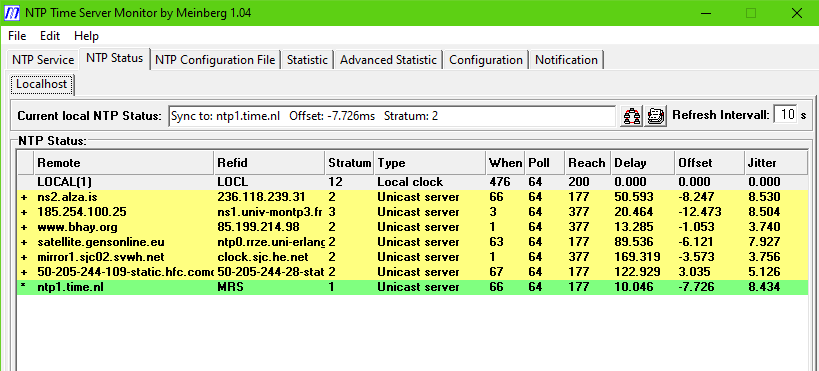 NTP Time Server Monitor by Meinberg 1.04
File Edit Help
NTP Service NTP Status NTP Configuration File Statistic Advanced Statistic Configuration Notification
Localhost
Current local NTP Status: Sync to: ntp1.time.nl Offset: -7.726ms Stratum: 2 Refresh Intervall: 10 s
NTP Status:
Remote Refid Stratum Type When Poll Reach Delay Offset Jitter
LOCAL(1) LOCL 12 Local clock 476 64 200 0.000 0.000 0.000
+ ns2.alza.is 236.118.239.31 2 Unicast server 66 64 177 50.593 -8.247 8.530
+ 185.254.100.25 ns1.univ-montp3.fr 3 Unicast server 3 64 377 20.464 -12.473 8.504
+ www.bhay.org 85.199.214.98 2 Unicast server 1 64 377 13.285 -1.053 3.740
+ satellite.gensonline.eu ntp0.rrze.uni-erlang 2 Unicast server 63 64 177 89.536 -6.121 7.927
+ mirror1.sjc02.svwh.net clock.sjc.he.net 2 Unicast server 1 64 377 169.319 -3.573 3.756
+ 50-205-244-109-static.hfc.come 50-205-244-28-stat 2 Unicast server 67 64 177 122.929 3.035 5.126
* ntp1.time.nl MRS 1 Unicast server 66 64 177 10.046 -7.726 8.434